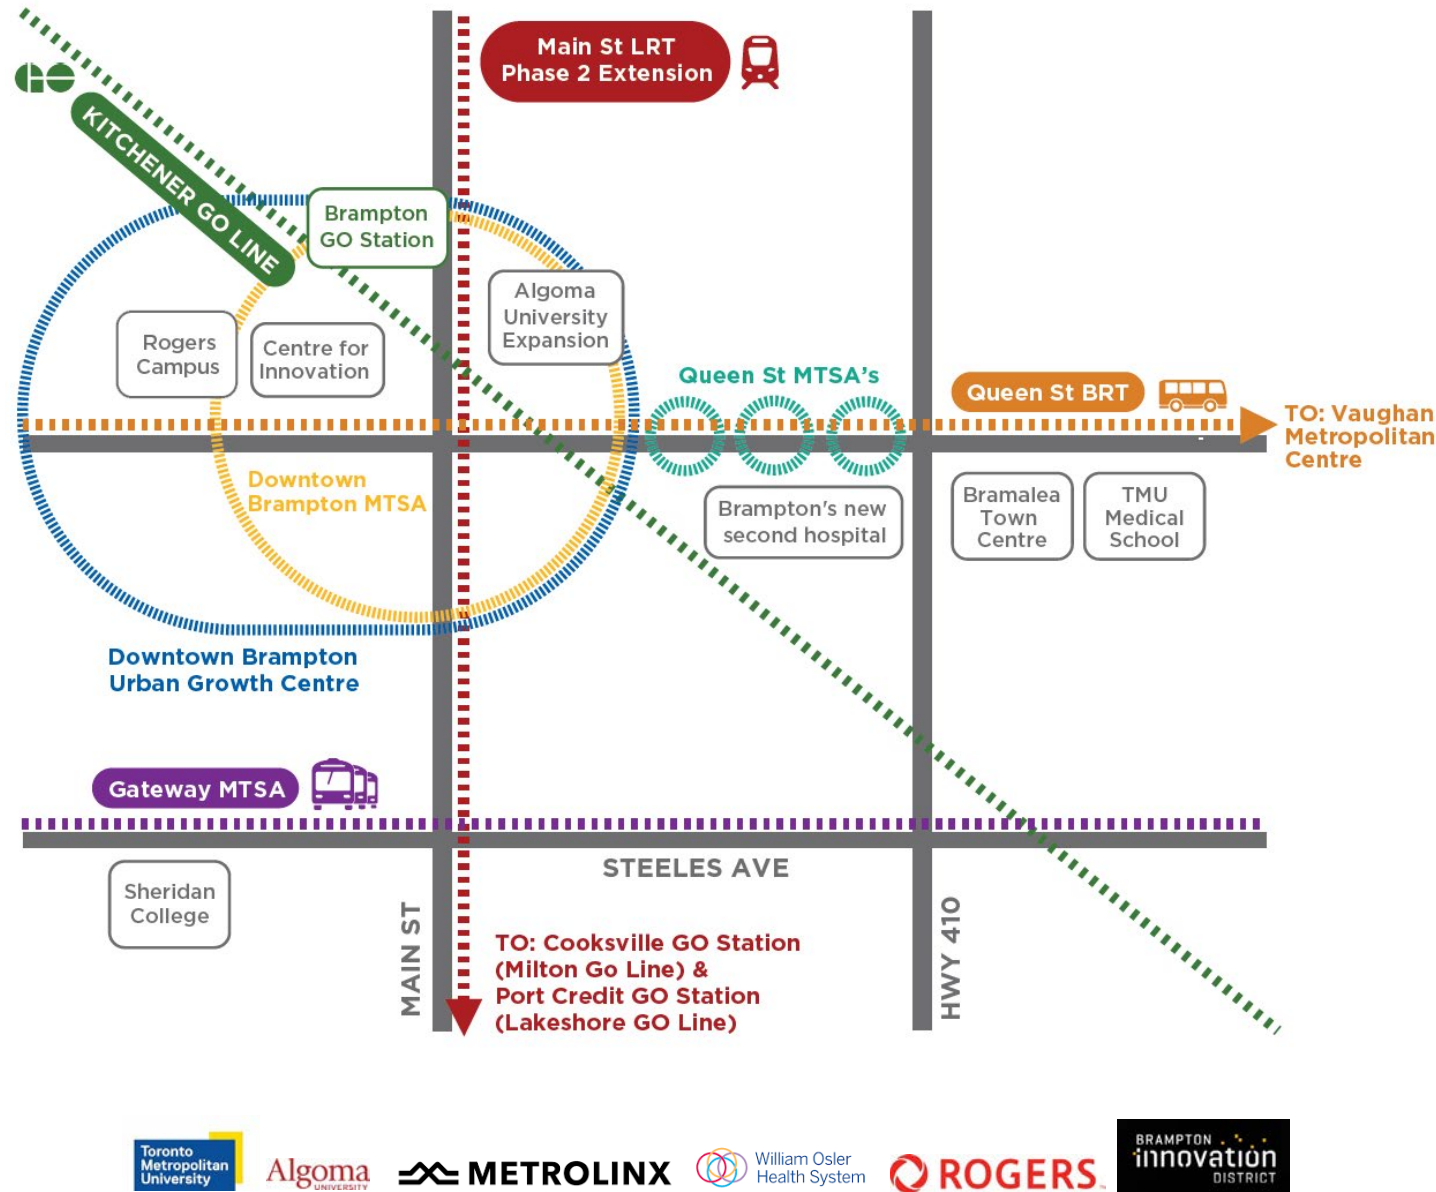 Main St LRT
Phase 2 Extension
GO
KITCHENER GO LINE
Brampton
GO Station
Algoma
University
Expansion
Rogers
Campus
Centre for
Innovation
Queen St MTSA's
Queen St BRT
TO: Vaughan
Metropolitan
Centre
Downtown
Brampton MTSA
Brampton's new
second hospital
Bramalea
Town
Centre
TMU
Medical
School
Downtown Brampton
Urban Growth Centre
Gateway MTSA
STEELES AVE
Sheridan
College
MAIN ST
HWY 410
TO: Cooksville GO Station
(Milton Go Line) &
Port Credit GO Station
(Lakeshore GO Line)
Toronto
Metropolitan
University
Algoma
UNIVERSITY
METROLINX
William Osler
Health System
ROGERS
BRAMPTON
innovation
DISTRICT